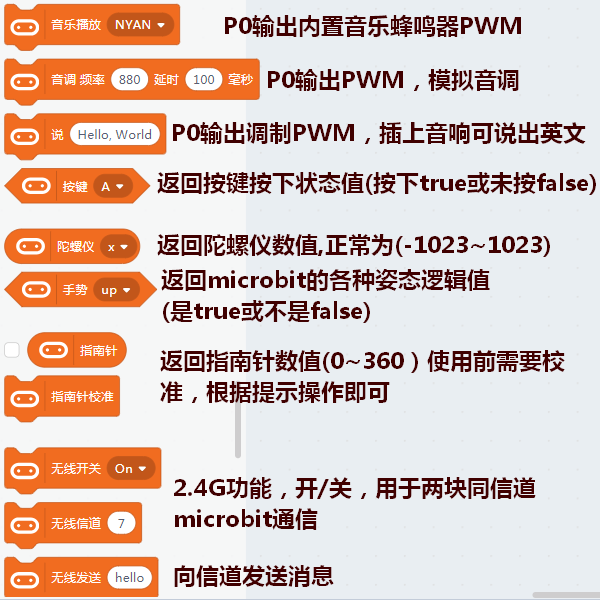 音乐播放 NYAN P0输出内置音乐蜂鸣器PWM
音调 频率 880 延时 100 毫秒 P0输出PWM，模拟音调
说 Hello, World P0输出调制PWM，插上音响可说出英文
按键 A 返回按键按下状态值(按下true或未按false)
陀螺仪 x 返回陀螺仪数值,正常为(-1023~1023)
手势 up 返回microbit的各种姿态逻辑值
(是true或不是false)
指南针
返回指南针数值(0~360）使用前需要校
指南针校准 准，根据提示操作即可
无线开关 On
2.4G功能，开/关，用于两块同信道
无线信道 7 microbit通信
无线发送 hello 向信道发送消息